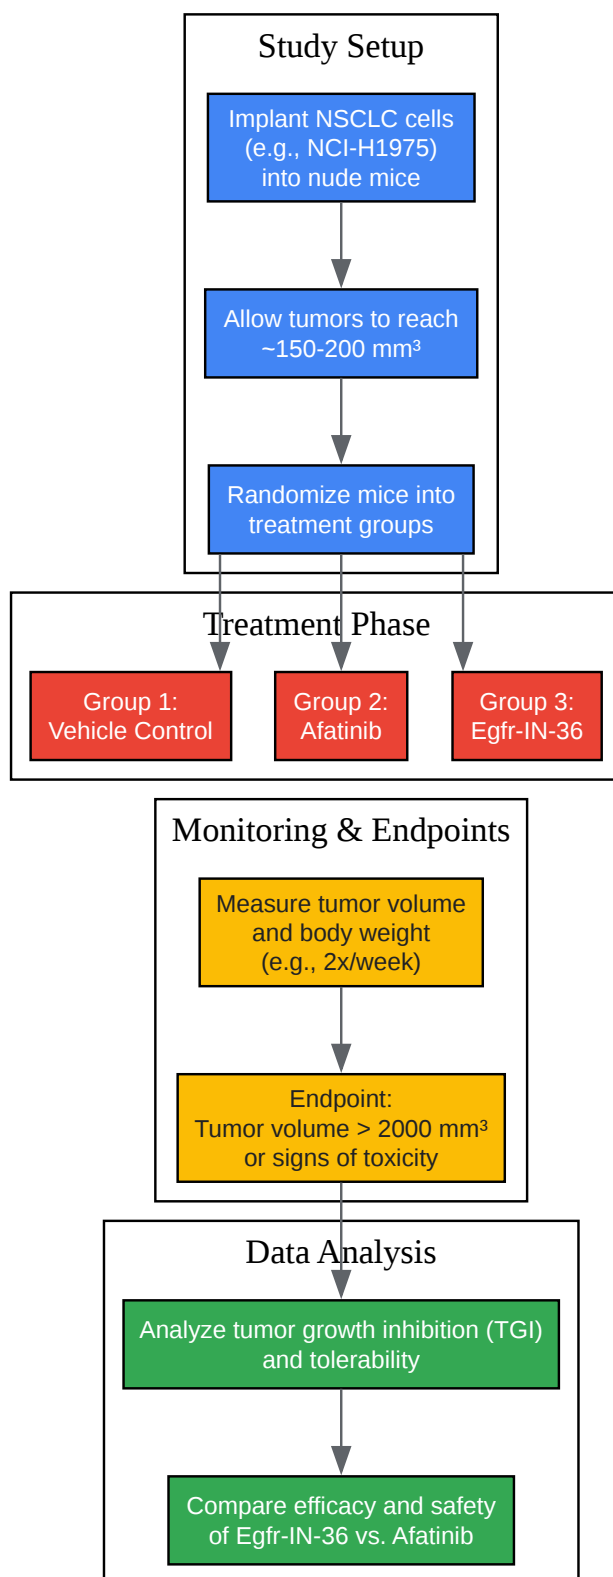 Study Setup
Implant NSCLC cells
(e.g., NCI-H1975)
into nude mice
Allow tumors to reach
~150-200 mm³
Randomize mice into
treatment groups
Treatment Phase
Group 1:
Vehicle Control
Group 2:
Afatinib
Group 3:
Egfr-IN-36
Monitoring & Endpoints
Measure tumor volume
and body weight
(e.g., 2x/week)
Endpoint:
Tumor volume > 2000 mm³
or signs of toxicity
Data Analysis
Analyze tumor growth inhibition (TGI)
and tolerability
Compare efficacy and safety
of Egfr-IN-36 vs. Afatinib